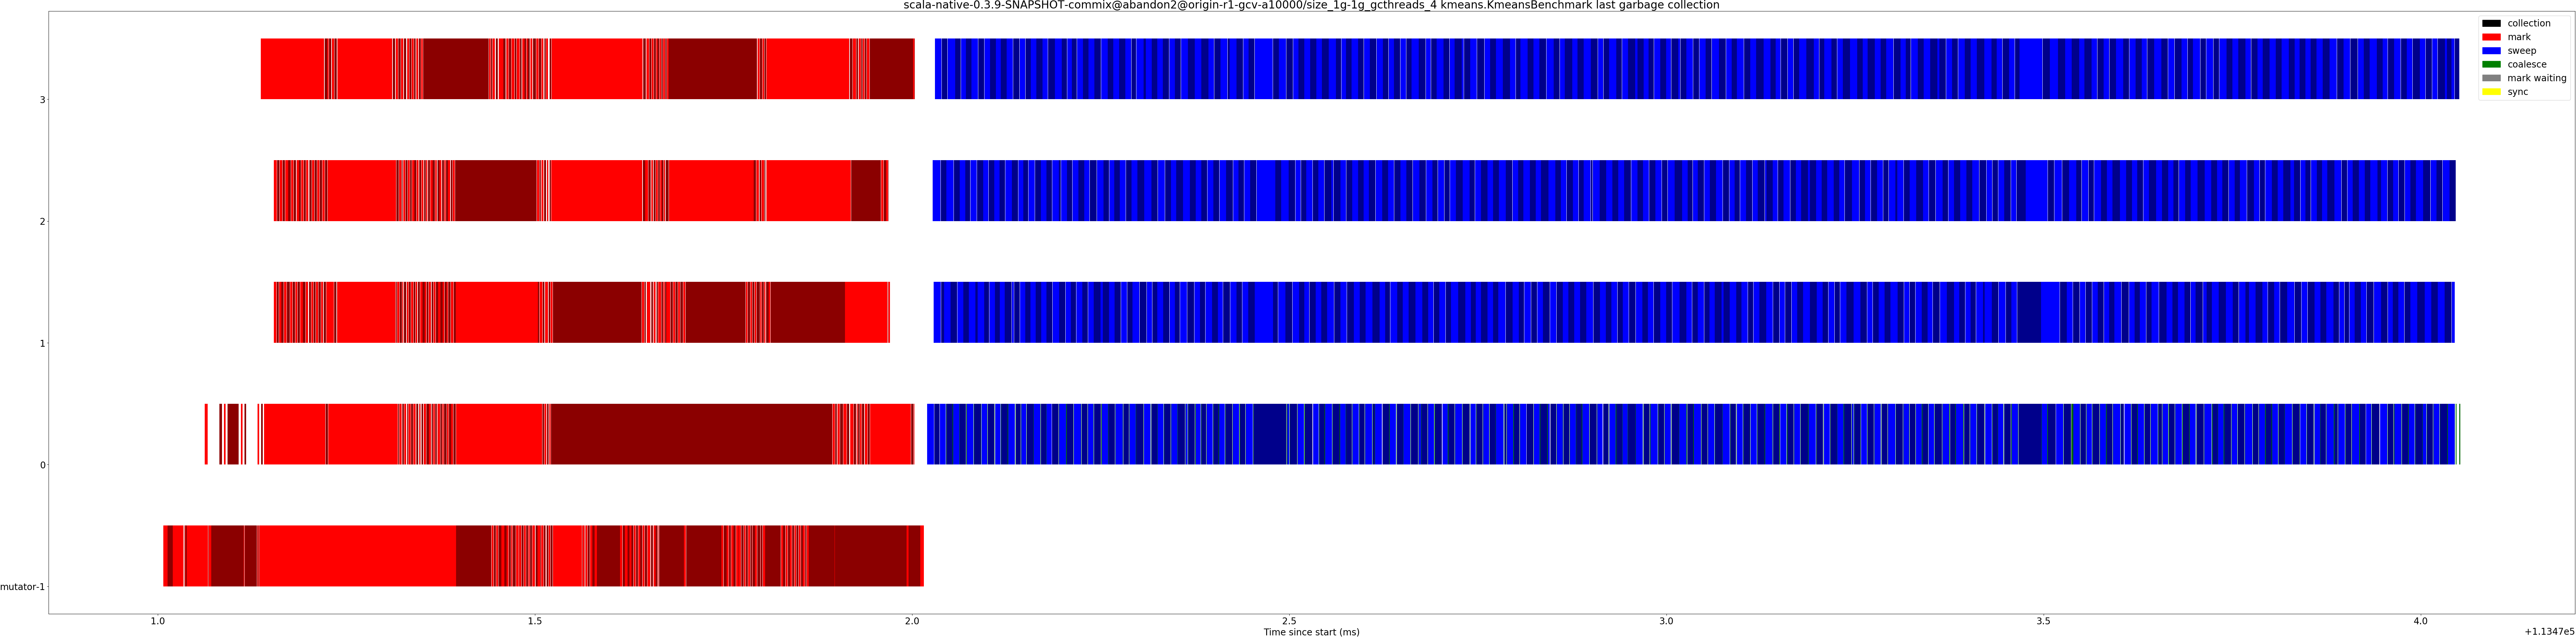 scala-native-0.3.9-SNAPSHOT-commix@abandon2@origin-r1-gcv-a10000/size_1g-1g_gcthreads_4 kmeans.KmeansBenchmark last garbage collection
collection
mark
sweep
coalesce
mark waiting
sync
3
2
1
0
mutator-1
1.0 1.5 2.0 2.5 3.0 3.5 4.0
Time since start (ms)
+1.1347e5